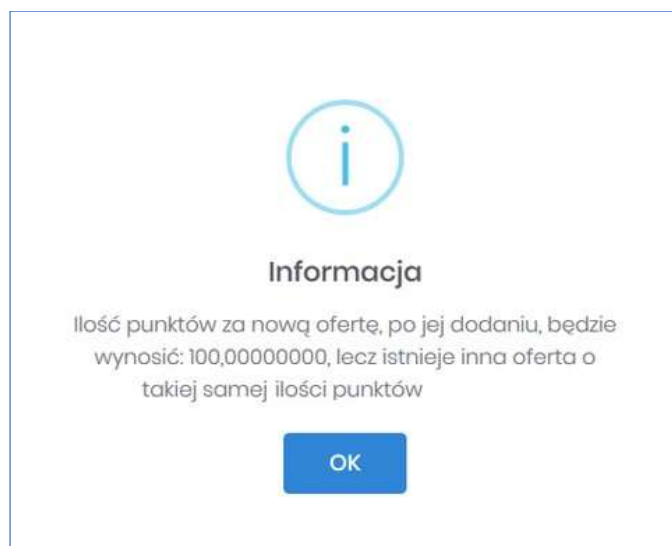 Informacja
Ilość punktów za nową ofertę, po jej dodaniu, będzie
wynosić: 100,00000000, lecz istnieje inna oferta o
takiej samej ilości punktów
OK